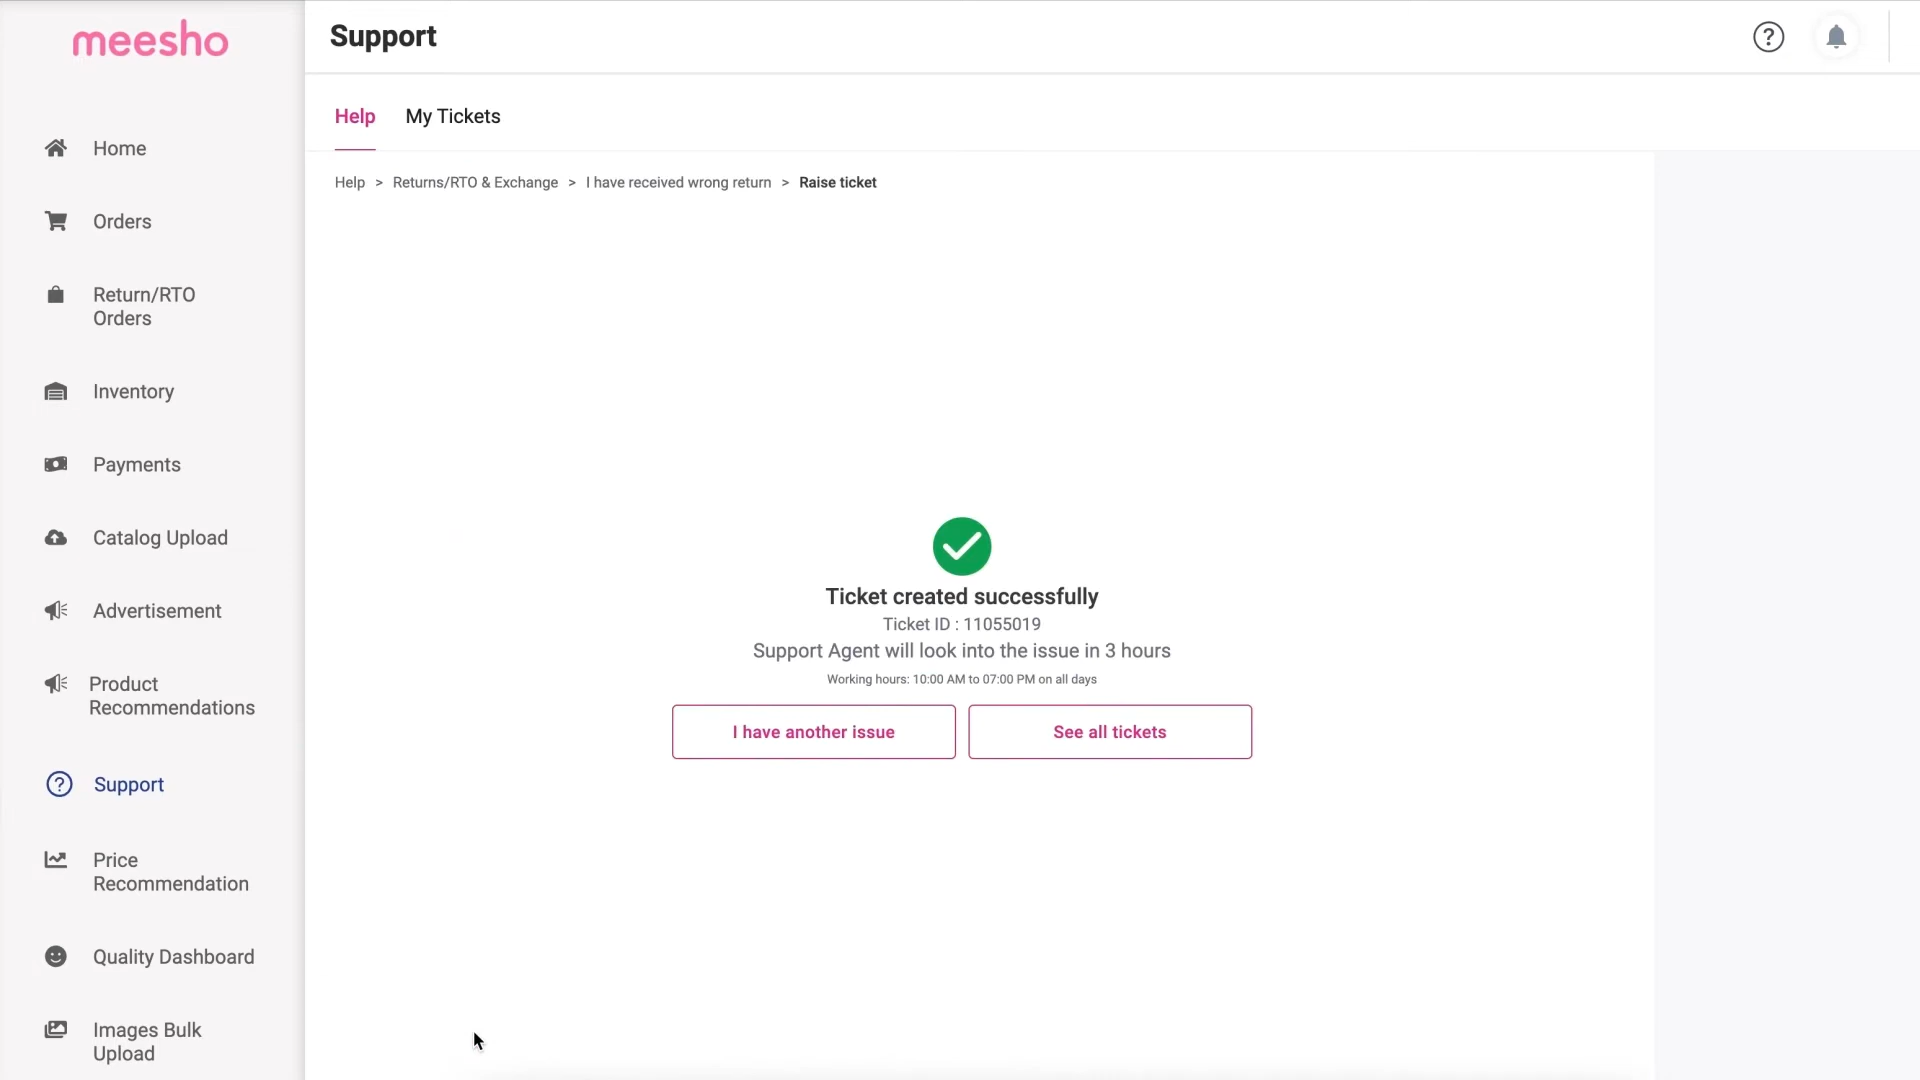 meesho
Support
Help
My Tickets
Help > Returns/RTO & Exchange > I have received wrong return > Raise ticket
Home
Orders
Return/RTO
Orders
Inventory
Payments
Catalog Upload
Advertisement
Product
Recommendations
Support
Price
Recommendation
Quality Dashboard
Images Bulk
Upload
Ticket created successfully
Ticket ID : 11055019
Support Agent will look into the issue in 3 hours
Working hours: 10:00 AM to 07:00 PM on all days
I have another issue
See all tickets